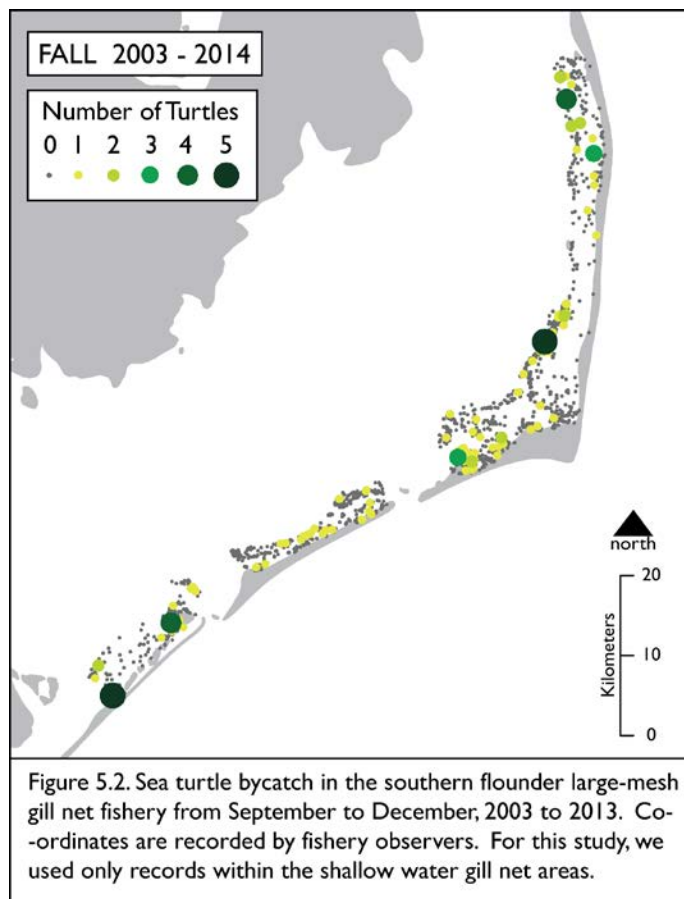 FALL 2003 - 2014
Number of Turtles
0 1 2 3 4 5
north
20
10
0
Kilometers
Figure 5.2. Sea turtle bycatch in the southern flounder large-mesh
gill net fishery from September to December, 2003 to 2013. Co-
-ordinates are recorded by fishery observers. For this study, we
used only records within the shallow water gill net areas.